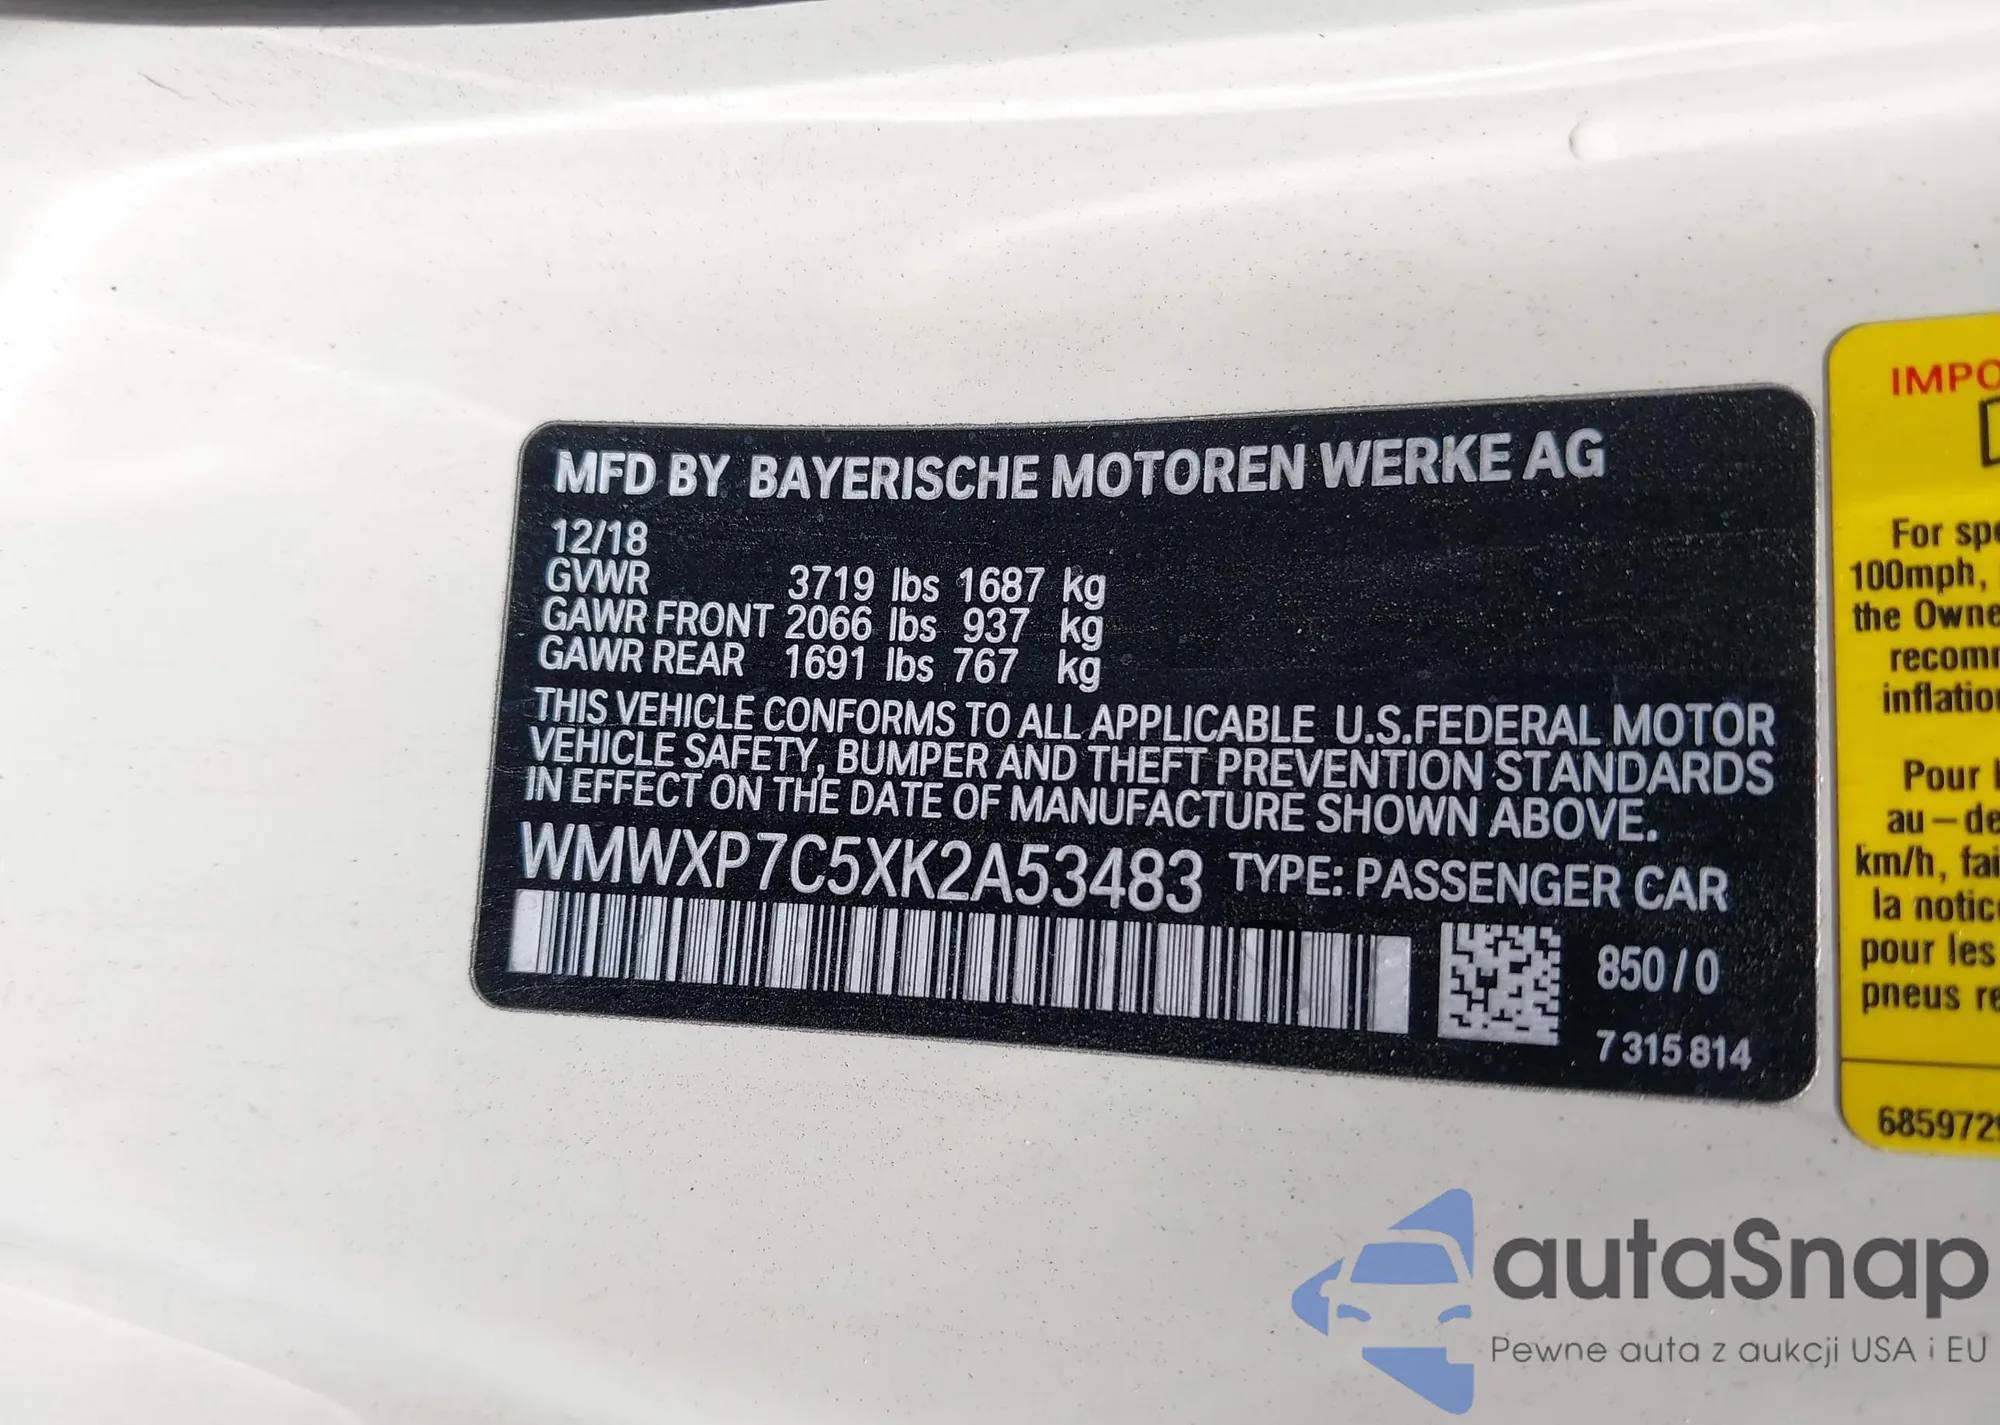 MFD BY BAYERISCHE MOTOREN WERKE AG
12/18
GVWR 3719 lbs 1687 kg
GAWR FRONT 2066 lbs 937 kg
GAWR REAR 1691 lbs 767 kg
THIS VEHICLE CONFORMS TO ALL APPLICABLE U.S.FEDERAL MOTOR
VEHICLE SAFETY, BUMPER AND THEFT PREVENTION STANDARDS
IN EFFECT ON THE DATE OF MANUFACTURE SHOWN ABOVE.
WMWXP7C5XK2A53483 TYPE: PASSENGER CAR
850/0
7 315 814
IMPO
For spe
100mph,
the Owne
recom
inflatio
Pour
au-de
km/h, fai
la notic
pour les
pneus re
685972
autaSnap
Pewne auta z aukcji USA i EU